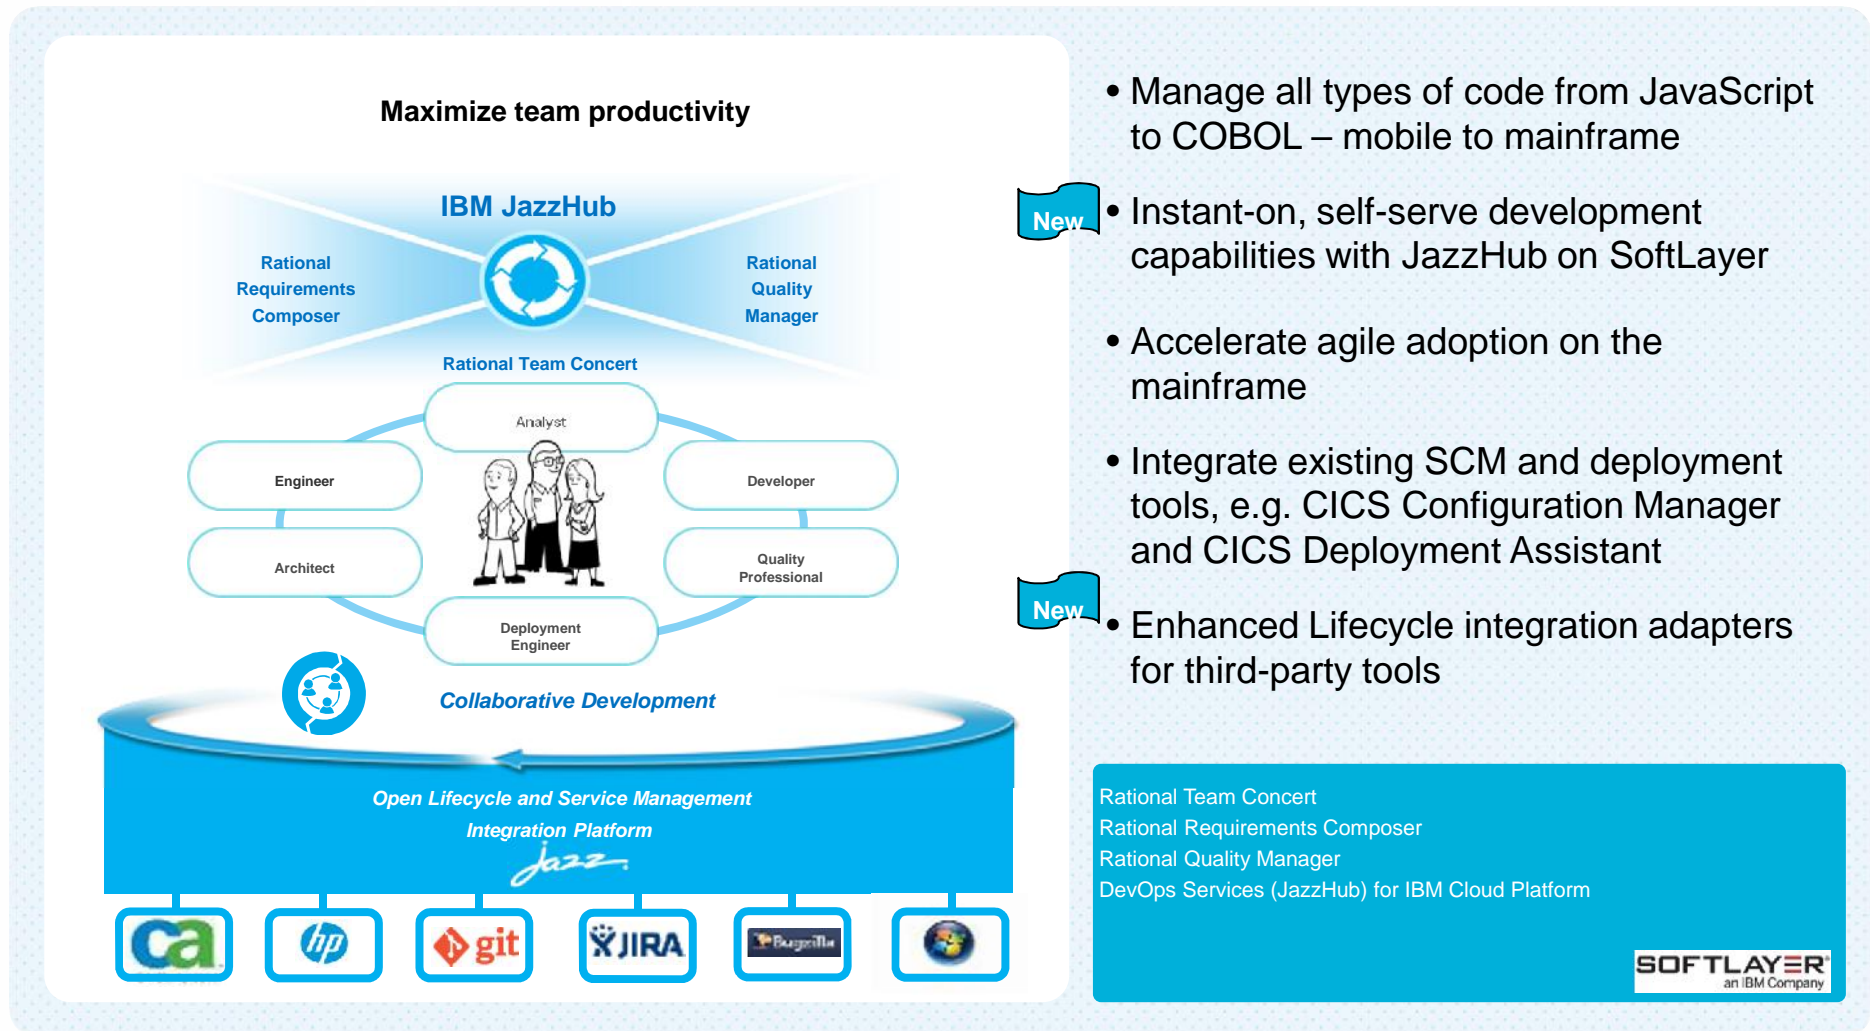 Maximize team productivity
IBM JazzHub
Rational
Requirements
Composer
Rational
Quality
Manager
Rational Team Concert
Analyst
Engineer
Developer
Architect
Quality
Professional
Deployment
Engineer
Collaborative Development
Open Lifecycle and Service Management
Integration Platform
jazz
ca
hp
git
JIRA
Bugzilla
• Manage all types of code from JavaScript
to COBOL – mobile to mainframe
New
• Instant-on, self-serve development
capabilities with JazzHub on SoftLayer
• Accelerate agile adoption on the
mainframe
• Integrate existing SCM and deployment
tools, e.g. CICS Configuration Manager
and CICS Deployment Assistant
New
• Enhanced Lifecycle integration adapters
for third-party tools
Rational Team Concert
Rational Requirements Composer
Rational Quality Manager
DevOps Services (JazzHub) for IBM Cloud Platform
SOFTLAYER
an IBM Company